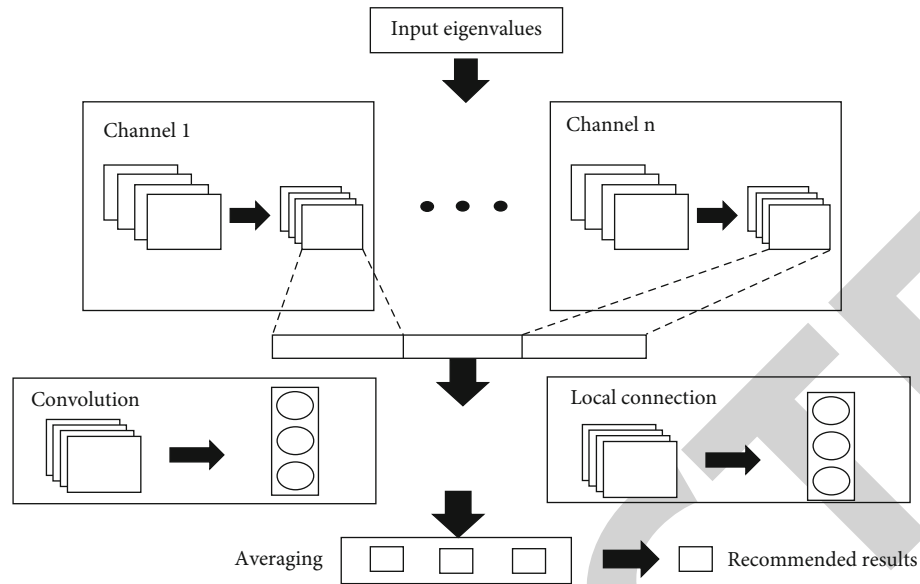 Input eigenvalues
Channel 1
Channel n
Convolution
Local connection
Averaging
Recommended results